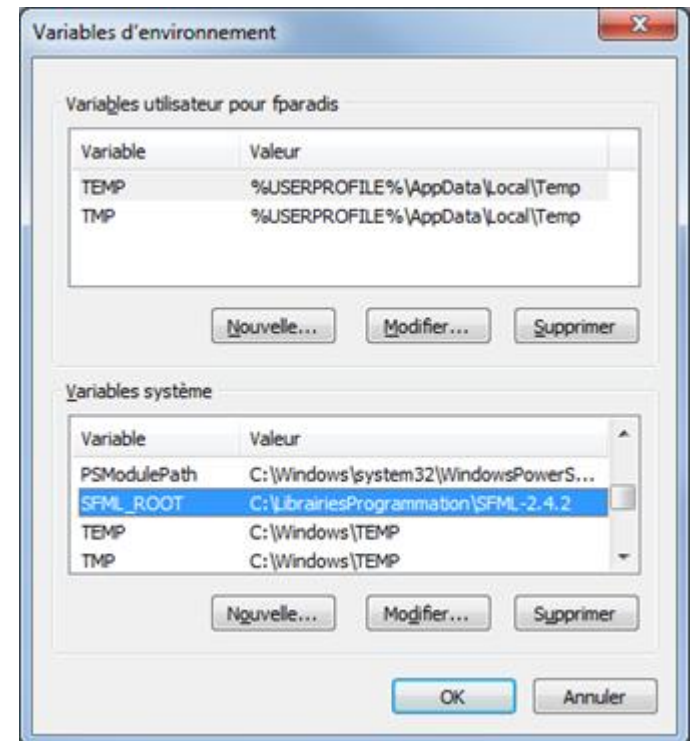 Variables d'environnement
Variables utilisateur pour fparadis
Variable Valeur
TEMP %USERPROFILE%\AppData\Local\Temp
TMP %USERPROFILE%\AppData\Local\Temp
Nouvelle... Modifier... Supprimer
Variables système
Variable Valeur
PSModulePath C:\Windows\system32\WindowsPowerS...
SFML_ROOT C:\LibrairiesProgrammation\SFML-2.4.2
TEMP C:\Windows\TEMP
TMP C:\Windows\TEMP
Nouvelle... Modifier... Supprimer
OK Annuler